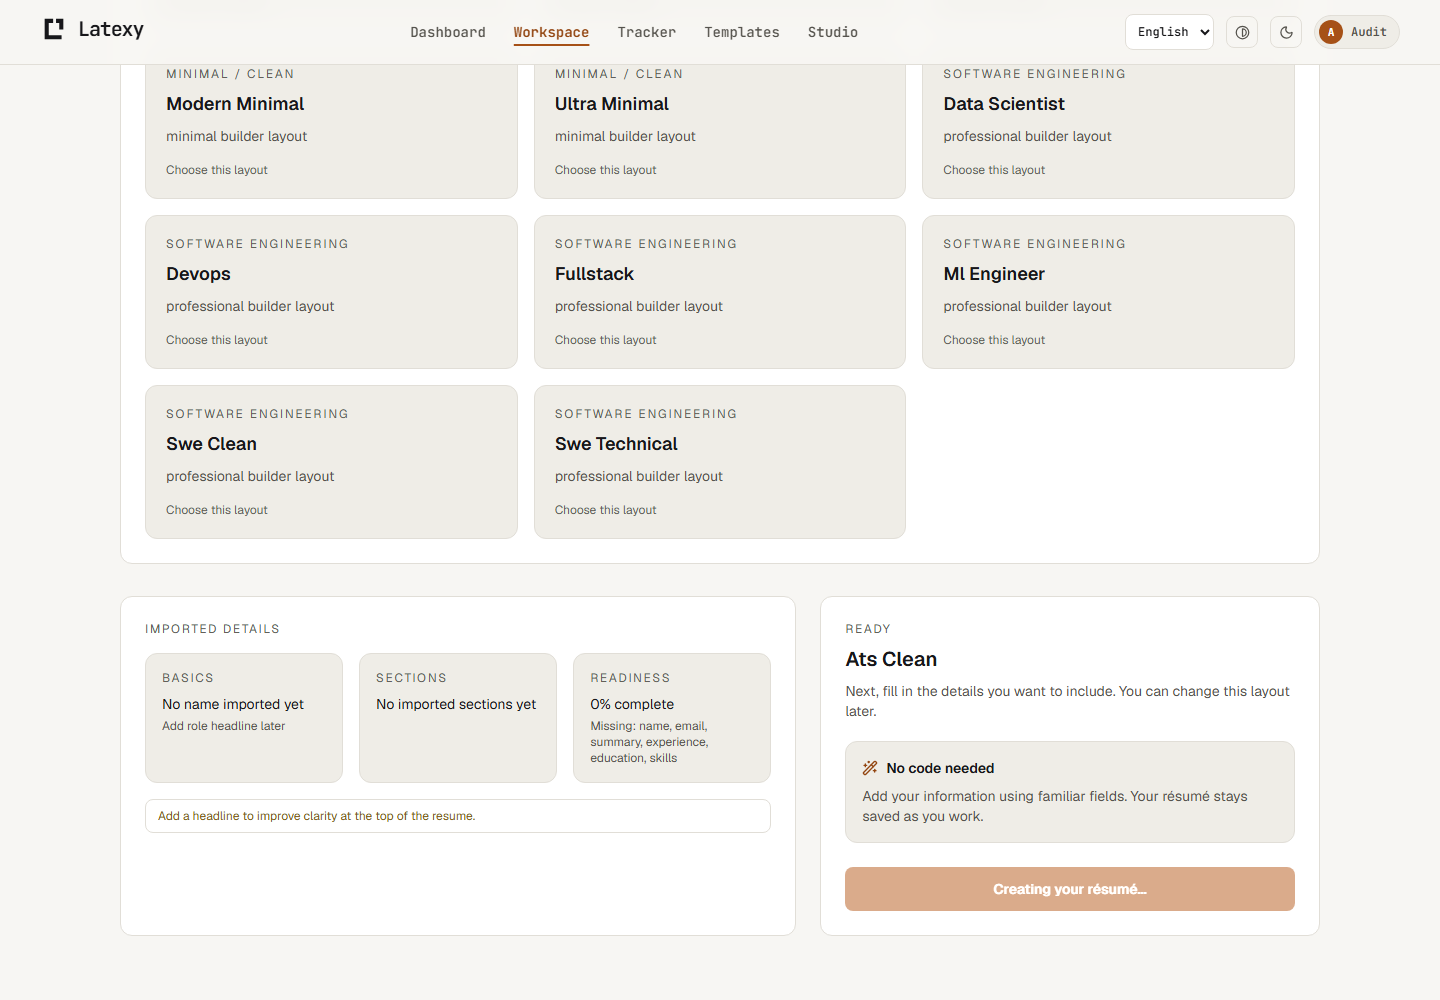 Latexy
Dashboard
Workspace
Tracker
Templates
Studio
English
A
Audit
MINIMAL / CLEAN
Modern Minimal
minimal builder layout
Choose this layout
MINIMAL / CLEAN
Ultra Minimal
minimal builder layout
Choose this layout
SOFTWARE ENGINEERING
Data Scientist
professional builder layout
Choose this layout
SOFTWARE ENGINEERING
Devops
professional builder layout
Choose this layout
SOFTWARE ENGINEERING
Fullstack
professional builder layout
Choose this layout
SOFTWARE ENGINEERING
Ml Engineer
professional builder layout
Choose this layout
SOFTWARE ENGINEERING
Swe Clean
professional builder layout
Choose this layout
SOFTWARE ENGINEERING
Swe Technical
professional builder layout
Choose this layout
IMPORTED DETAILS
BASICS
No name imported yet
Add role headline later
SECTIONS
No imported sections yet
READINESS
0% complete
Missing: name, email,
summary, experience,
education, skills
Add a headline to improve clarity at the top of the resume.
READY
Ats Clean
Next, fill in the details you want to include. You can change this layout
later.
No code needed
Add your information using familiar fields. Your résumé stays
saved as you work.
Creating your résumé…